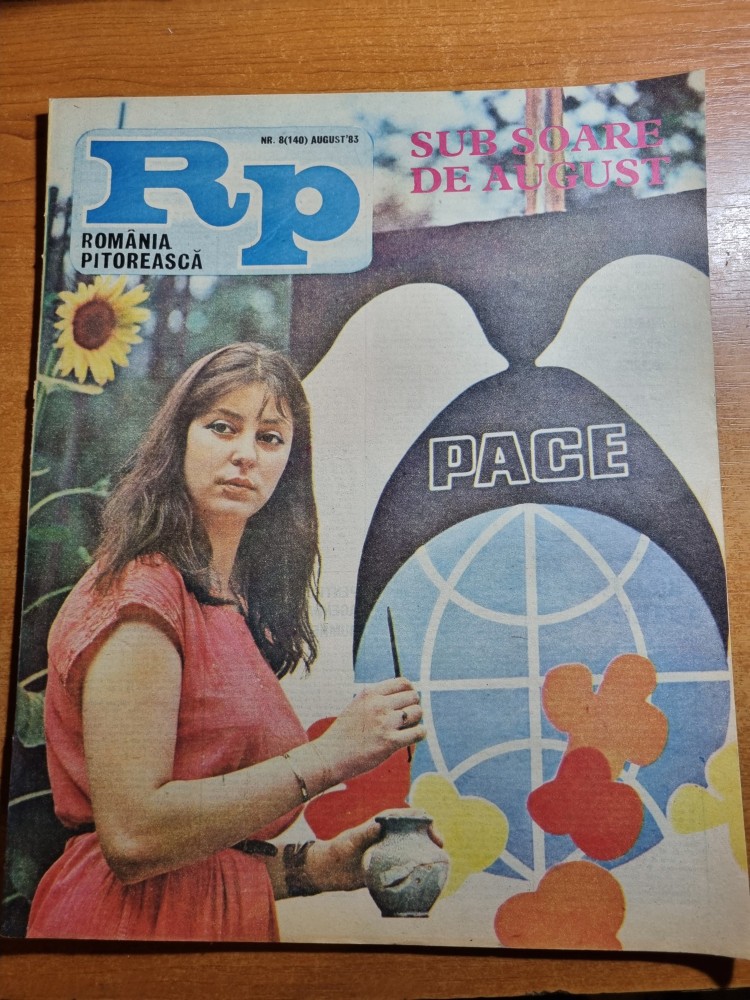 NR. 8(140) AUGUST'83
Rp
ROMÂNIA
PITOREASCĂ
SUB SOARE
DE AUGUST
PACE